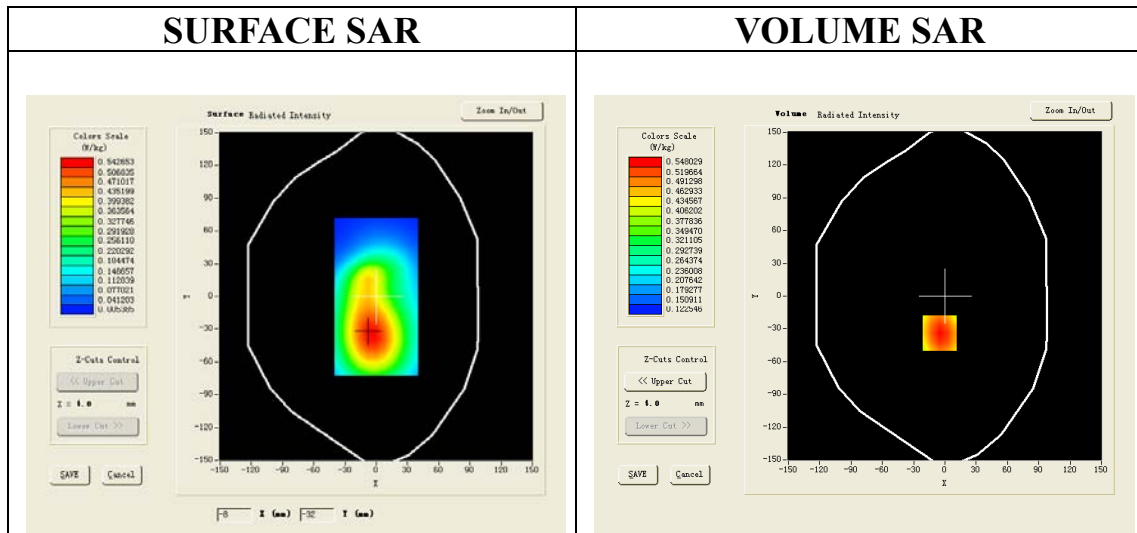 SURFACE SAR
VOLUME SAR
Surface Radiated Intensity
Zoom In/Out
Colors Scale
(W/kg)
0.542653
0.506835
0.471017
0.435199
0.399382
0.363564
0.327746
0.291928
0.256110
0.220292
0.184474
0.148657
0.112839
0.077021
0.041203
0.005385
150
120
90
60
30
0
-30
-60
-90
-120
-150
Y
-150 -120 -90 -60 -30 0 30 60 90 120 150
X
Z-Cuts Control
<< Upper Cut
Z = 4.0 mm
Lower Cut >>
SAVE Cancel
-8 X (mm) -32 Y (mm)
Volume Radiated Intensity
Zoom In/Out
Colors Scale
(W/kg)
0.548029
0.519664
0.491298
0.462933
0.434567
0.406202
0.377836
0.349470
0.321105
0.292739
0.264374
0.236008
0.207642
0.179277
0.150911
0.122546
150
120
90
60
30
0
-30
-60
-90
-120
-150
Y
-150 -120 -90 -60 -30 0 30 60 90 120 150
X
Z-Cuts Control
<< Upper Cut
Z = 4.0 mm
Lower Cut >>
SAVE Cancel